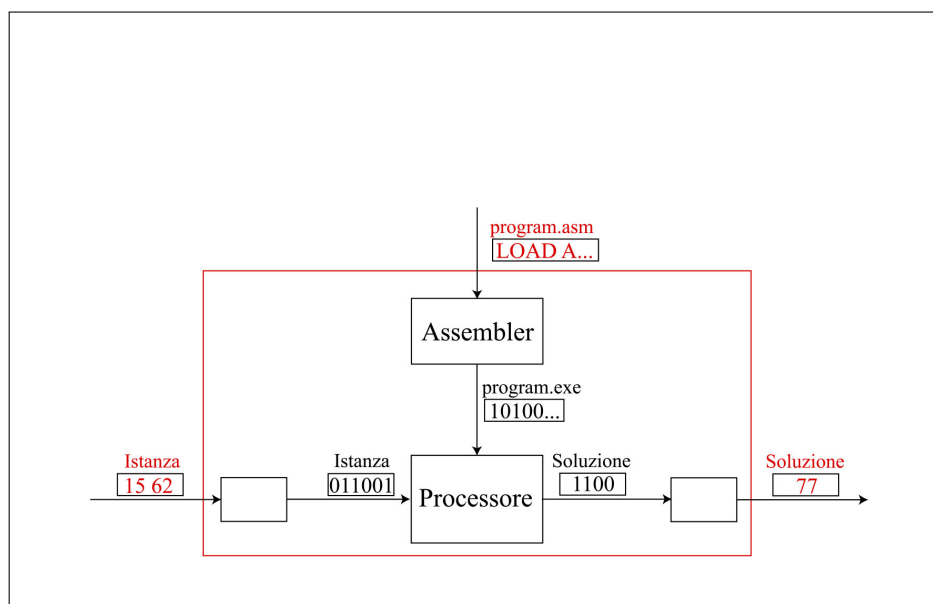 program.asm
LOAD A...
Assembler
program.exe
10100...
Istanza
15 62
Istanza
011001
Processore
Soluzione
1100
Soluzione
77